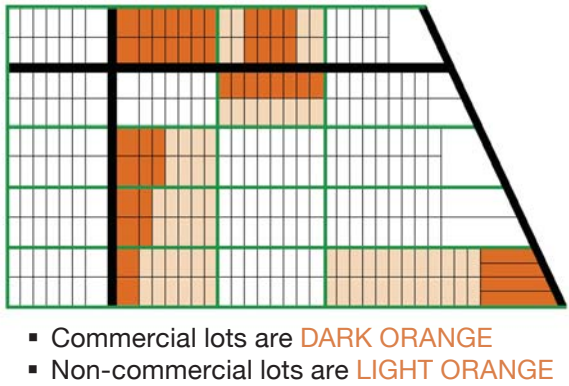 ▪ Commercial lots are DARK ORANGE
▪ Non-commercial lots are LIGHT ORANGE